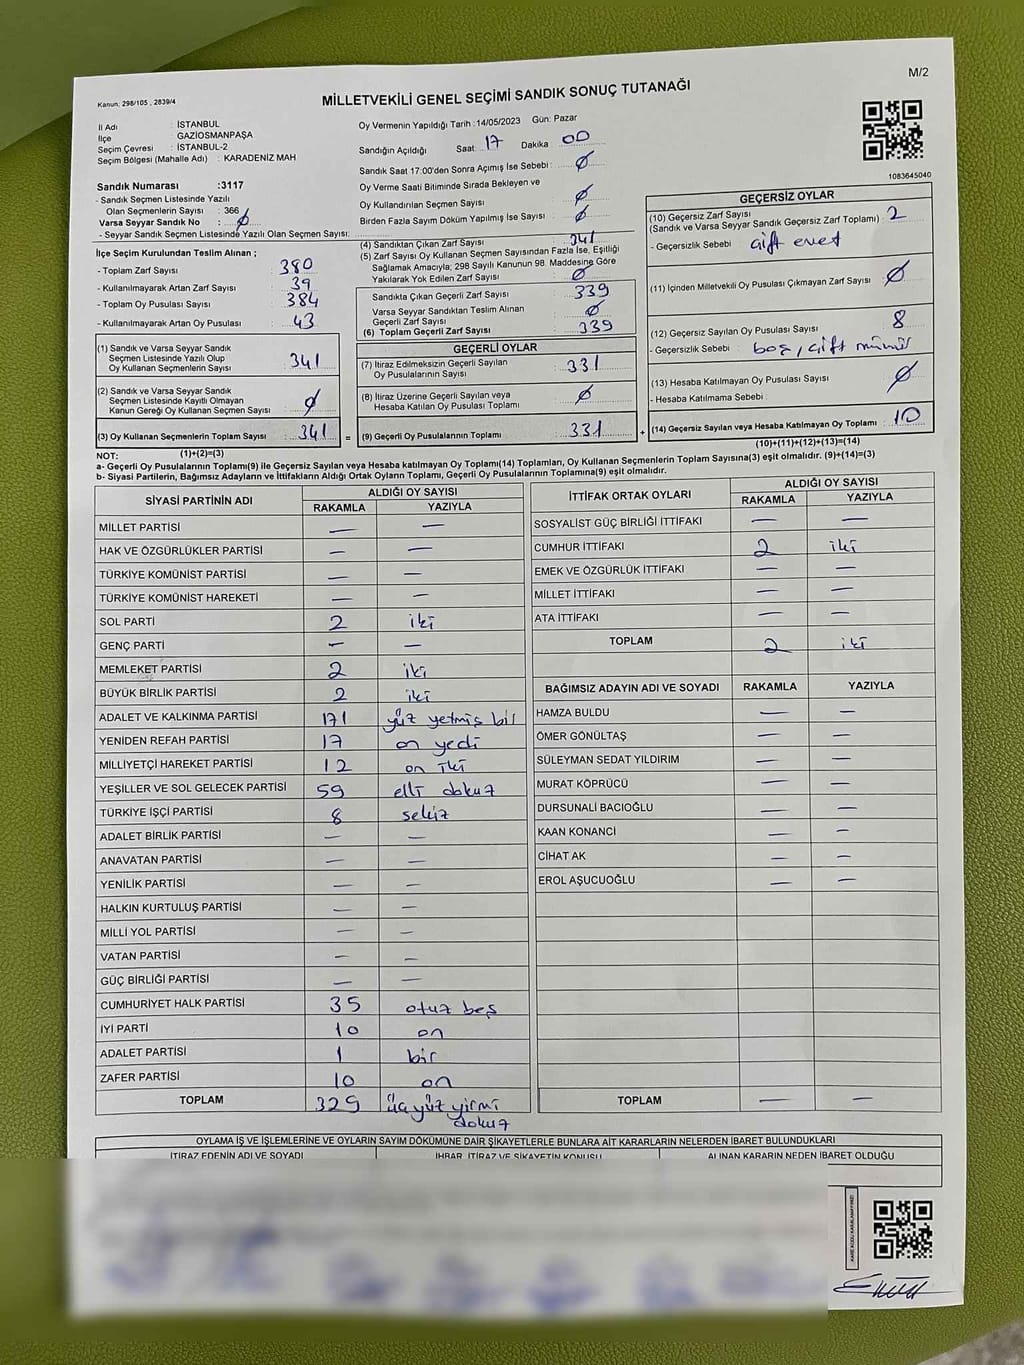 M/2
Kanun: 298/105 , 2839/4
MİLLETVEKİLİ GENEL SEÇİMİ SANDIK SONUÇ TUTANAĞI
İl Adı : İSTANBUL
İlçe GAZİOSMANPAŞA
Seçim Çevresi : İSTANBUL-2
Seçim Bölgesi (Mahalle Adı) : KARADENİZ MAH
Sandık Numarası :3117
- Sandık Seçmen Listesinde Yazılı
Olan Seçmenlerin Sayısı : 366
Varsa Seyyar Sandık No : Ø
- Seyyar Sandık Seçmen Listesinde Yazılı Olan Seçmen Sayısı:
Oy Vermenin Yapıldığı Tarih :14/05/2023 Gün: Pazar
Sandığın Açıldığı Saat: 17 Dakika 00
Sandık Saat 17:00'den Sonra Açımış İse Sebebi : Ø
Oy Verme Saati Bitiminde Sırada Bekleyen ve
Oy Kullandırılan Seçmen Sayısı : Ø
Birden Fazla Sayım Döküm Yapılmış İse Sayısı : Ø
1083645040
İlçe Seçim Kurulundan Teslim Alınan ;
- Toplam Zarf Sayısı 380
- Kullanılmayarak Artan Zarf Sayısı : 39
- Toplam Oy Pusulası Sayısı 384
- Kullanılmayarak Artan Oy Pusulası : 43
(4) Sandıktan Çıkan Zarf Sayısı 341
(5) Zarf Sayısı Oy Kullanan Seçmen Sayısından Fazla İse, Eşitliği
Sağlamak Amacıyla; 298 Sayılı Kanunun 98. Maddesine Göre
Yakılarak Yok Edilen Zarf Sayısı : Ø
Sandıkta Çıkan Geçerli Zarf Sayısı : 339
Varsa Seyyar Sandıktan Teslim Alınan
Geçerli Zarf Sayısı : Ø
(6) Toplam Geçerli Zarf Sayısı : 339
(1) Sandık ve Varsa Seyyar Sandık
Seçmen Listesinde Yazılı Olup
Oy Kullanan Seçmenlerin Sayısı : 341
(2) Sandık ve Varsa Seyyar Sandık
Seçmen Listesinde Kayıtlı Olmayan
Kanun Gereği Oy Kullanan Seçmen Sayısı : Ø
(3) Oy Kullanan Seçmenlerin Toplam Sayısı : 341 =
(1)+(2)=(3)
GEÇERLİ OYLAR
(7) İtiraz Edilmeksizin Geçerli Sayılan
Oy Pusulalarının Sayısı : 331
(8) İtiraz Üzerine Geçerli Sayılan veya
Hesaba Katılan Oy Pusulası Toplamı : Ø
(9) Geçerli Oy Pusulalarının Toplamı : 331 +
GEÇERSİZ OYLAR
(10) Geçersiz Zarf Sayısı
(Sandık ve Varsa Seyyar Sandık Geçersiz Zarf Toplamı) : 2
- Geçersizlik Sebebi : çift evet
(11) İçinden Milletvekili Oy Pusulası Çıkmayan Zarf Sayısı : Ø
(12) Geçersiz Sayılan Oy Pusulası Sayısı : 8
- Geçersizlik Sebebi : boş, çift mühür
(13) Hesaba Katılmayan Oy Pusulası Sayısı : Ø
- Hesaba Katılmama Sebebi :
(14) Geçersiz Sayılan veya Hesaba Katılmayan Oy Toplamı : 10
(10)+(11)+(12)+(13)=(14)
NOT:
a- Geçerli Oy Pusulalarının Toplamı(9) ile Geçersiz Sayılan veya Hesaba katılmayan Oy Toplamı(14) Toplamları, Oy Kullanan Seçmenlerin Toplam Sayısına(3) eşit olmalıdır. (9)+(14)=(3)
b- Siyasi Partilerin, Bağımsız Adayların ve İttifakların Aldığı Ortak Oyların Toplamı, Geçerli Oy Pusulalarının Toplamına(9) eşit olmalıdır.
SİYASİ PARTİNİN ADI ALDIĞI OY SAYISI
RAKAMLA YAZIYLA
MİLLET PARTİSİ — —
HAK VE ÖZGÜRLÜKLER PARTİSİ — —
TÜRKİYE KOMÜNİST PARTİSİ — —
TÜRKİYE KOMÜNİST HAREKETİ — —
SOL PARTİ 2 iki
GENÇ PARTİ — —
MEMLEKET PARTİSİ 2 iki
BÜYÜK BİRLİK PARTİSİ 2 iki
ADALET VE KALKINMA PARTİSİ 171 yüz yetmiş bir
YENİDEN REFAH PARTİSİ 17 on yedi
MİLLİYETÇİ HAREKET PARTİSİ 12 on iki
YEŞİLLER VE SOL GELECEK PARTİSİ 59 elli dokuz
TÜRKİYE İŞÇİ PARTİSİ 8 sekiz
ADALET BİRLİK PARTİSİ — —
ANAVATAN PARTİSİ — —
YENİLİK PARTİSİ — —
HALKIN KURTULUŞ PARTİSİ — —
MİLLİ YOL PARTİSİ — —
VATAN PARTİSİ — —
GÜÇ BİRLİĞİ PARTİSİ — —
CUMHURİYET HALK PARTİSİ 35 otuz beş
İYİ PARTİ 10 on
ADALET PARTİSİ 1 bir
ZAFER PARTİSİ 10 on
TOPLAM 329 üç yüz yirmi
dokuz
İTTİFAK ORTAK OYLARI ALDIĞI OY SAYISI
RAKAMLA YAZIYLA
SOSYALİST GÜÇ BİRLİĞİ İTTİFAKI — —
CUMHUR İTTİFAKI 2 iki
EMEK VE ÖZGÜRLÜK İTTİFAKI — —
MİLLET İTTİFAKI — —
ATA İTTİFAKI — —
TOPLAM 2 iki
BAĞIMSIZ ADAYIN ADI VE SOYADI RAKAMLA YAZIYLA
HAMZA BULDU — —
ÖMER GÖNÜLTAŞ — —
SÜLEYMAN SEDAT YILDIRIM — —
MURAT KÖPRÜCÜ — —
DURSUNALİ BACIOĞLU — —
KAAN KONANCİ — —
CİHAT AK — —
EROL AŞUCUOĞLU — —
TOPLAM — —
OYLAMA İŞ VE İŞLEMLERİNE VE OYLARIN SAYIM DÖKÜMÜNE DAİR ŞİKAYETLERLE BUNLARA AİT KARARLARIN NELERDEN İBARET BULUNDUKLARI
İTİRAZ EDENİN ADI VE SOYADI İHBAR, İTİRAZ VE ŞİKAYETİN KONUSU ALINAN KARARIN NEDEN İBARET OLDUĞU